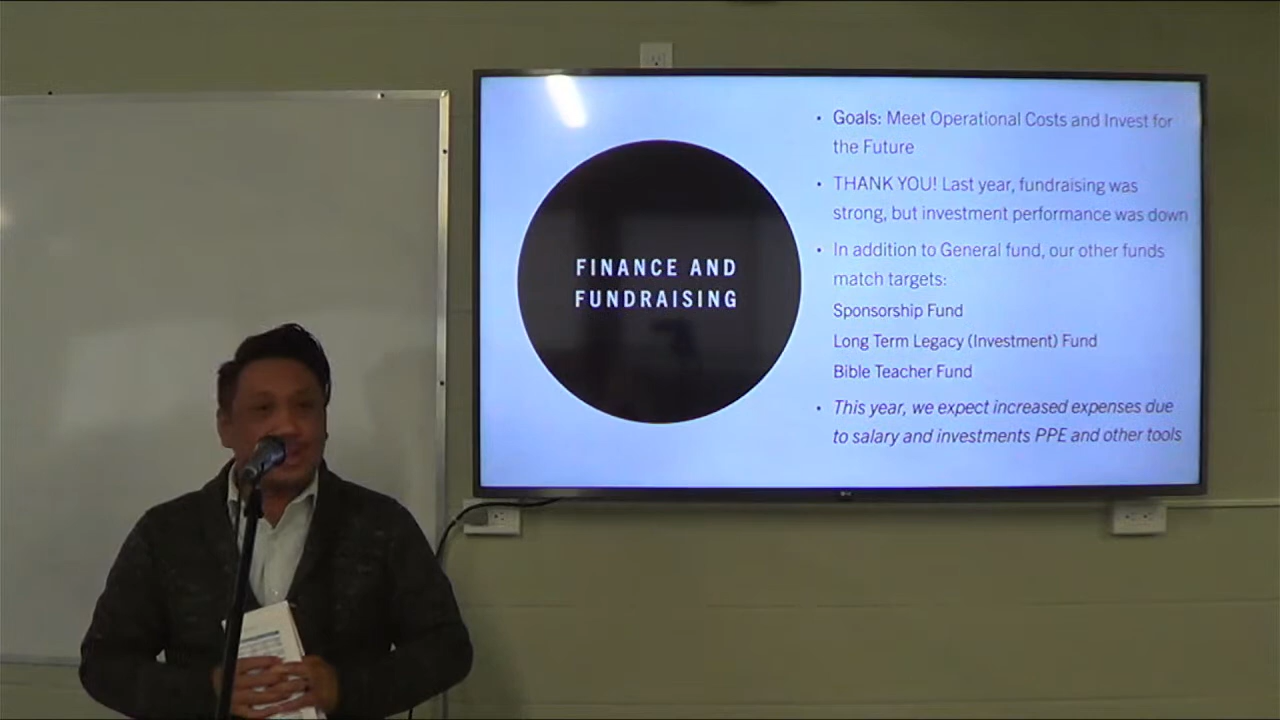 FINANCE AND
FUNDRAISING
• Goals: Meet Operational Costs and Invest for
the Future
• THANK YOU! Last year, fundraising was
strong, but investment performance was down
• In addition to General fund, our other funds
match targets:
Sponsorship Fund
Long Term Legacy (Investment) Fund
Bible Teacher Fund
• This year, we expect increased expenses due
to salary and investments PPE and other tools